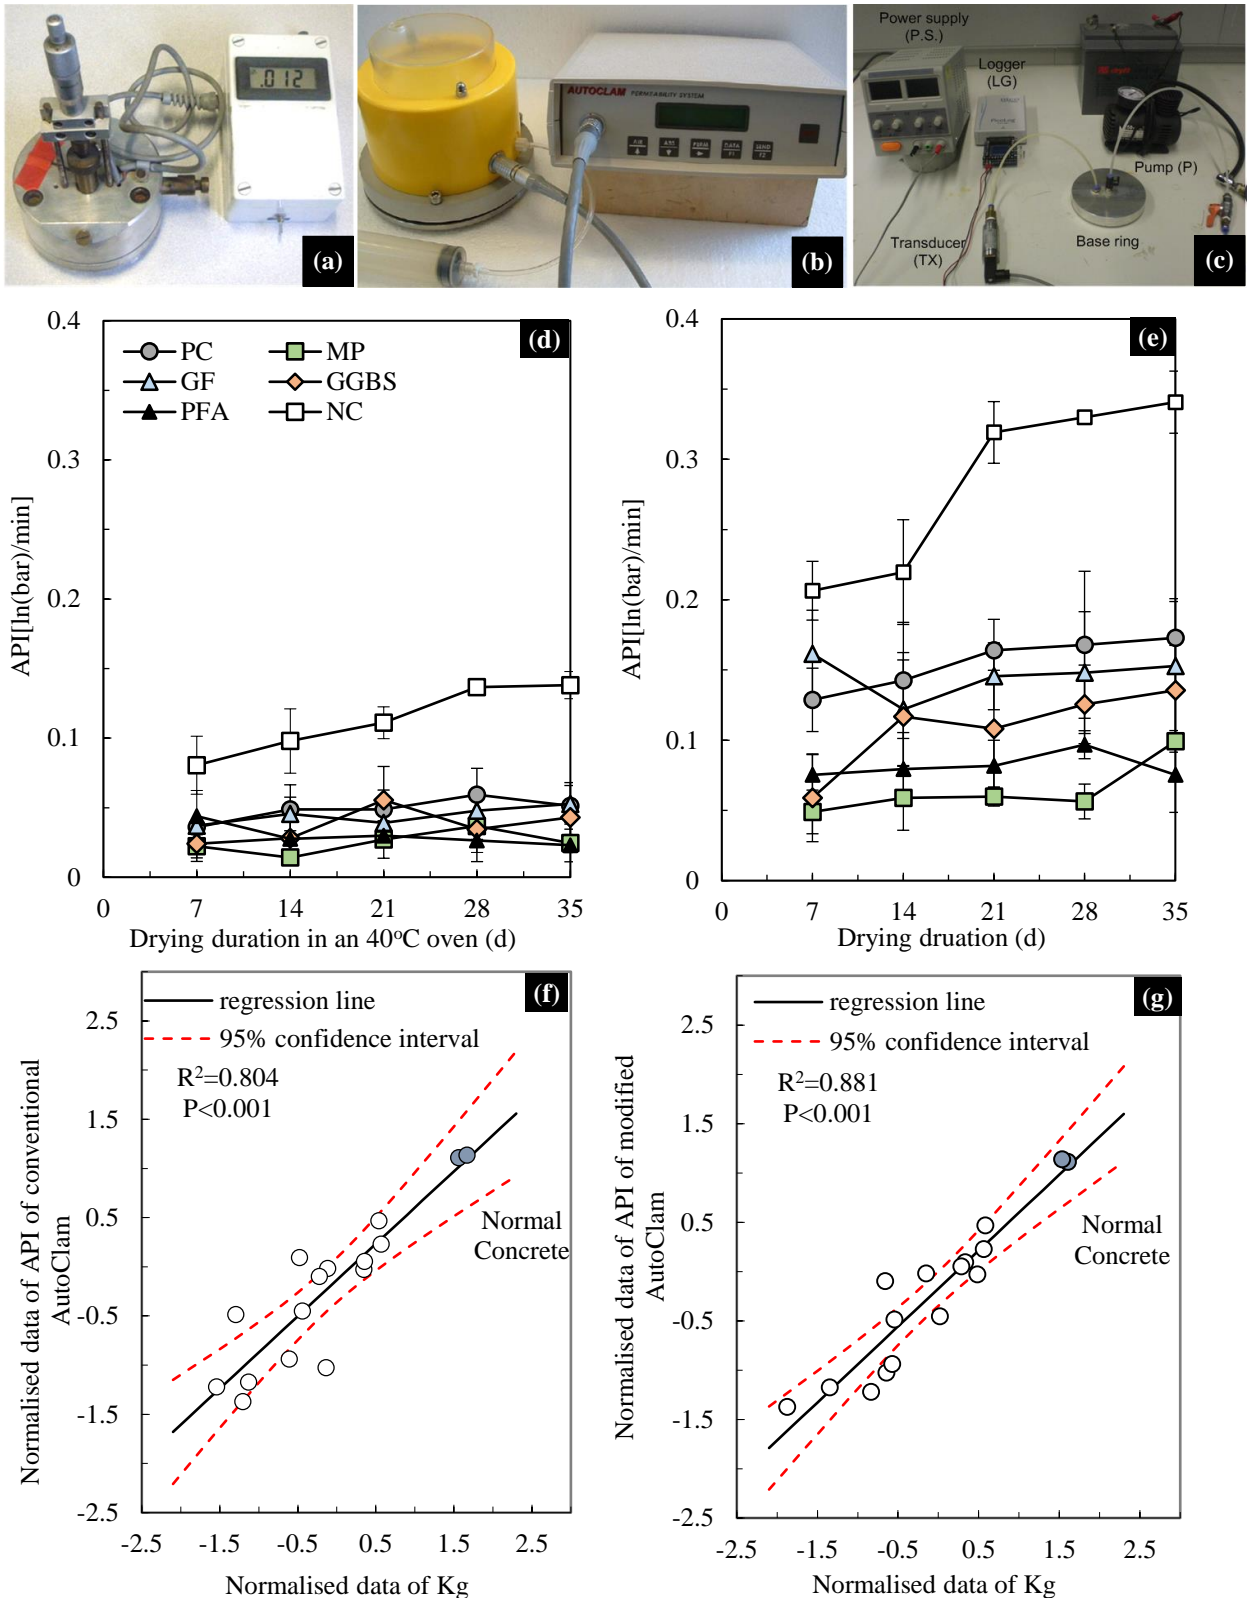 .012
(a)
AUTOCLAM PERMEABILITY SYSTEM
AIR
PERM
DATA
F1
SEND
F2
(b)
Power supply
(P.S.)
Logger
(LG)
Pump (P)
Transducer
(TX)
Base ring
(c)
(d)
PC
MP
GF
GGBS
PFA
NC
0.4
0.3
0.2
0.1
0
API[ln(bar)/min]
0 7 14 21 28 35
Drying duration in an 40°C oven (d)
(e)
0.4
0.3
0.2
0.1
0
API[ln(bar)/min]
0 7 14 21 28 35
Drying druation (d)
(f)
regression line
95% confidence interval
R²=0.804
P<0.001
Normal
Concrete
2.5
1.5
0.5
-0.5
-1.5
-2.5
Normalised data of API of conventional
AutoClam
-2.5 -1.5 -0.5 0.5 1.5 2.5
Normalised data of Kg
(g)
regression line
95% confidence interval
R²=0.881
P<0.001
Normal
Concrete
2.5
1.5
0.5
-0.5
-1.5
-2.5
Normalised data of API of modified
AutoClam
-2.5 -1.5 -0.5 0.5 1.5 2.5
Normalised data of Kg